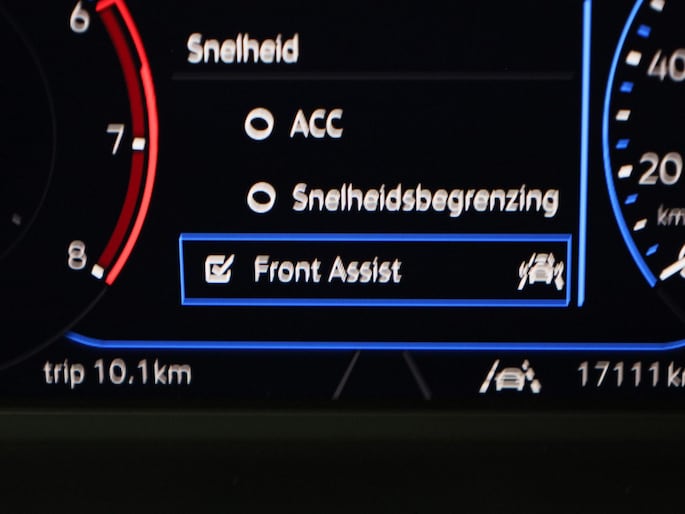 6
Snelheid
40
ACC
7
20
Snelheidsbegrenzing
km
8
Front Assist
trip 10.1km
17111